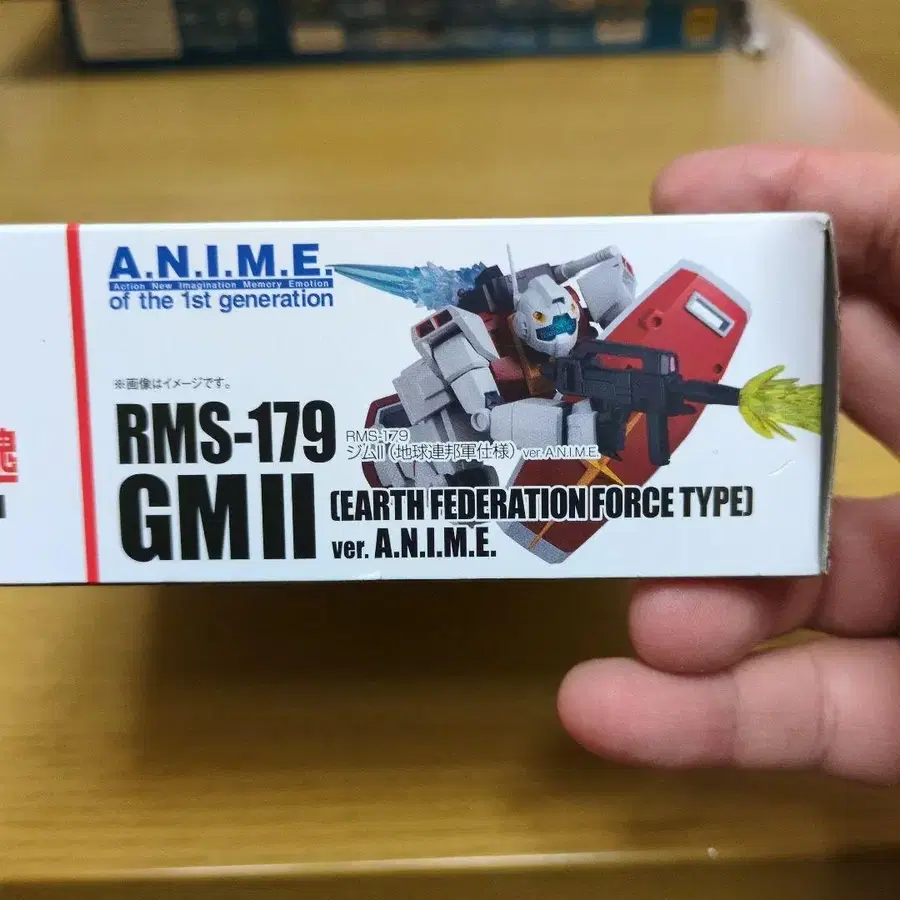 A.N.I.M.E.
Action New Imagination Memory Emotion
of the 1st generation
※画像はイメージです。
RMS-179
RMS-179
ジムII（地球連邦軍仕様） ver. A.N.I.M.E.
GM II (EARTH FEDERATION FORCE TYPE)
ver. A.N.I.M.E.
魂